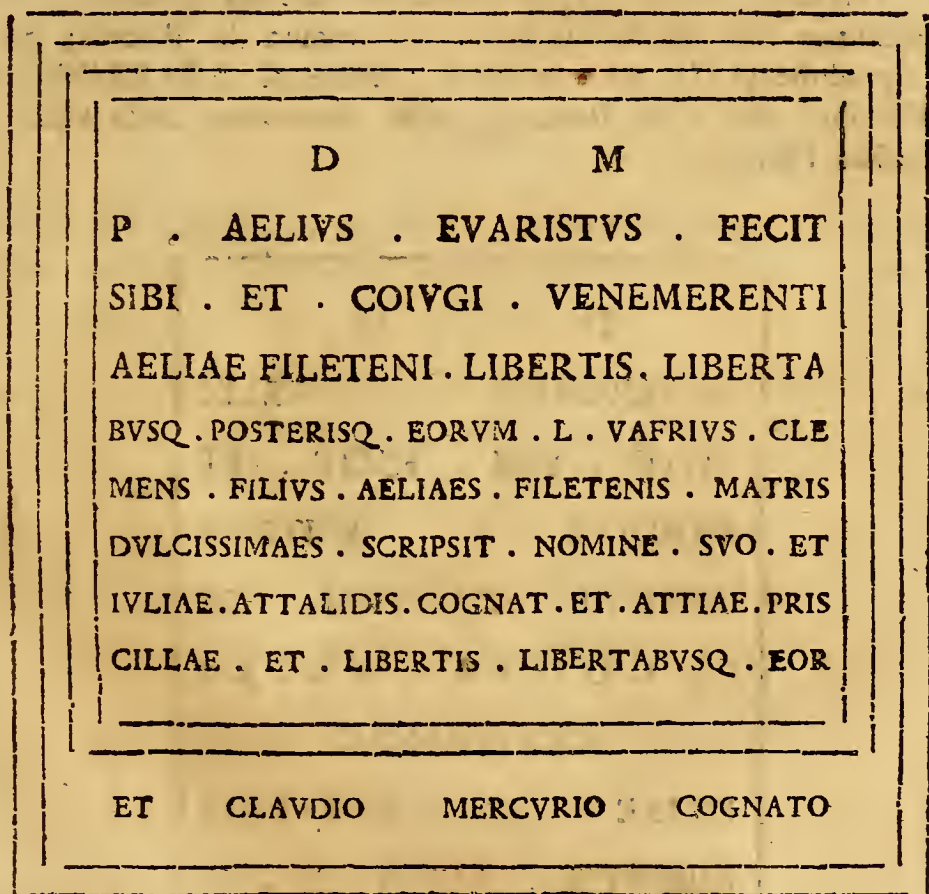 D M
P . AELIVS . EVARISTVS . FECIT
SIBI . ET . COIVGI . VENEMERENTI
AELIAE FILETENI . LIBERTIS . LIBERTA
BVSQ . POSTERISQ . EORVM . L . VAFRIVS . CLE
MENS . FILIVS . AELIAES . FILETENIS . MATRIS
DVLCISSIMAES . SCRIPSIT . NOMINE . SVO . ET
IVLIAE . ATTALIDIS . COGNAT . ET . ATTIAE . PRIS
CILLAE . ET . LIBERTIS . LIBERTABVSQ . EOR
ET CLAVDIO MERCVRIO COGNATO